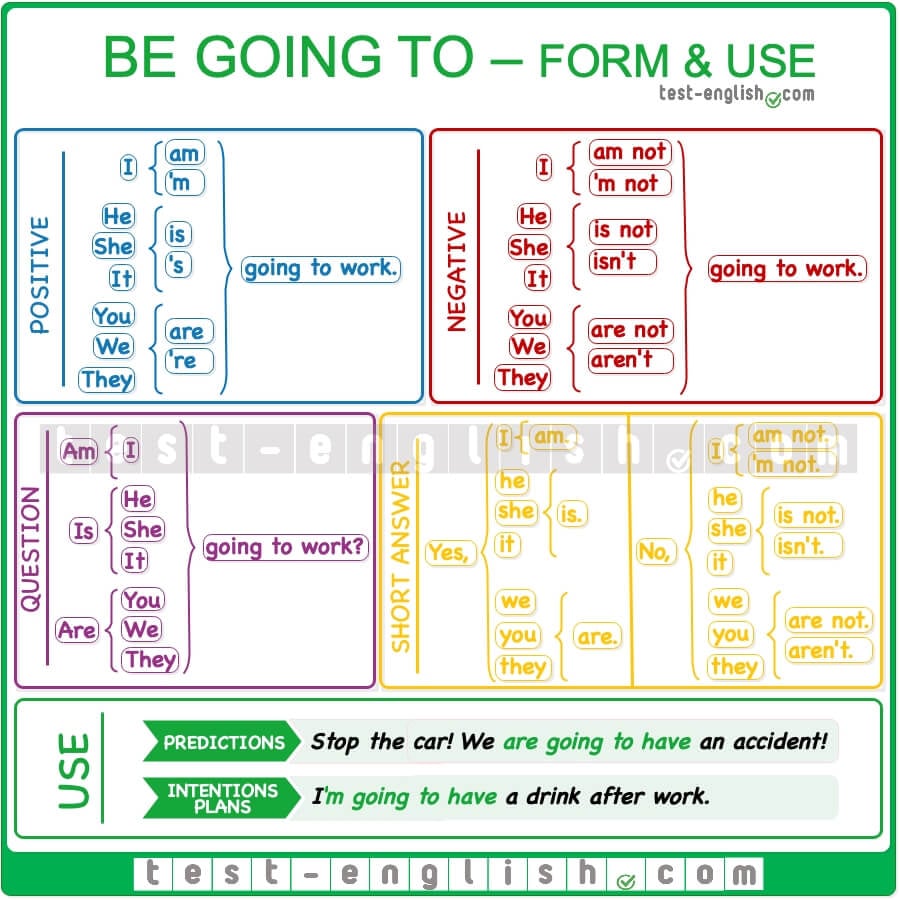 BE GOING TO – FORM & USE
test-english.com
POSITIVE
I
am
'm
He
She
It
is
's
You
We
They
are
're
going to work.
NEGATIVE
I
am not
'm not
He
She
It
is not
isn't
You
We
They
are not
aren't
going to work.
QUESTION
Am
I
Is
He
She
It
Are
You
We
They
going to work?
SHORT ANSWER
Yes,
I
am.
he
she
it
is.
we
you
they
are.
No,
I
am not.
'm not.
he
she
it
is not.
isn't.
we
you
they
are not.
aren't.
test-english.com
USE
PREDICTIONS
Stop the car! We are going to have an accident!
INTENTIONS
PLANS
I'm going to have a drink after work.
test-english.com